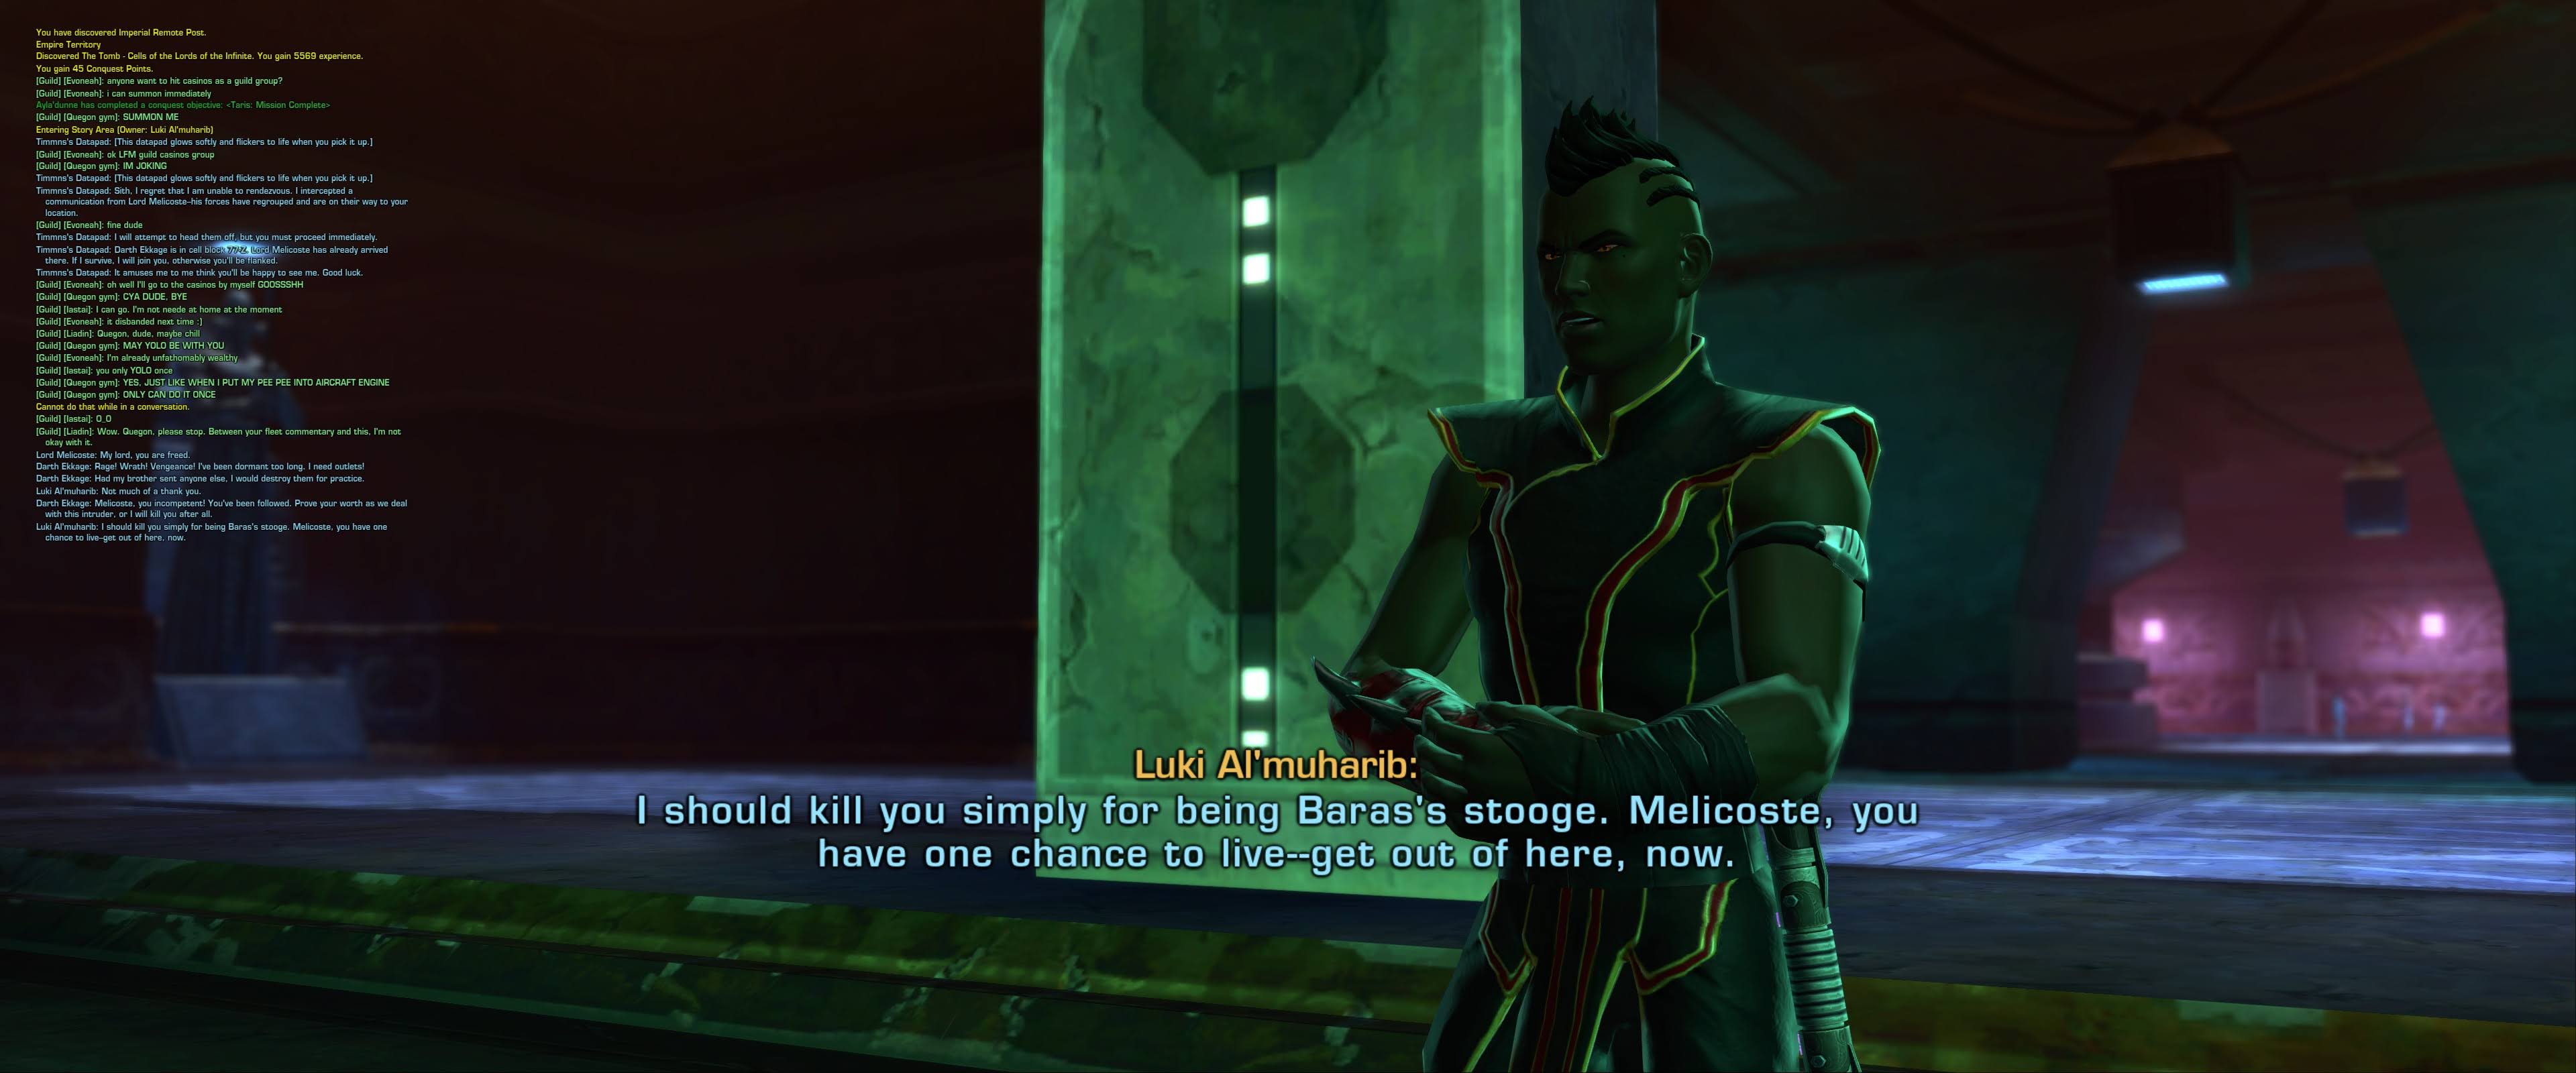 You have discovered Imperial Remote Post.
Empire Territory
Discovered The Tomb - Cells of the Lords of the Infinite. You gain 5569 experience.
You gain 45 Conquest Points.
[Guild] [Evoneah]: anyone want to hit casinos as a guild group?
[Guild] [Evoneah]: i can summon immediately
Ayla'dunne has completed a conquest objective: <Taris: Mission Complete>
[Guild] [Quegon gym]: SUMMON ME
Entering Story Area (Owner: Luki Al'muharib)
Timmns's Datapad: [This datapad glows softly and flickers to life when you pick it up.]
[Guild] [Evoneah]: ok LFM guild casinos group
[Guild] [Quegon gym]: IM JOKING
Timmns's Datapad: [This datapad glows softly and flickers to life when you pick it up.]
Timmns's Datapad: Sith, I regret that I am unable to rendezvous. I intercepted a
communication from Lord Melicoste--his forces have regrouped and are on their way to your
location.
[Guild] [Evoneah]: fine dude
Timmns's Datapad: I will attempt to head them off, but you must proceed immediately.
Timmns's Datapad: Darth Ekkage is in cell block Lord Melicoste has already arrived
there. If I survive, I will join you, otherwise you'll be flanked.
Timmns's Datapad: It amuses me to me think you'll be happy to see me. Good luck.
[Guild] [Evoneah]: oh well I'll go to the casinos by myself GOOSSSHH
[Guild] [Quegon gym]: CYA DUDE, BYE
[Guild] [Iastai]: I can go. I'm not neede at home at the moment
[Guild] [Evoneah]: it disbanded next time :)
[Guild] [Liadin]: Quegon, dude, maybe chill
[Guild] [Quegon gym]: MAY YOLO BE WITH YOU
[Guild] [Evoneah]: I'm already unfathomably wealthy
[Guild] [Iastai]: you only YOLO once
[Guild] [Quegon gym]: YES, JUST LIKE WHEN I PUT MY PEE PEE INTO AIRCRAFT ENGINE
[Guild] [Quegon gym]: ONLY CAN DO IT ONCE
Cannot do that while in a conversation.
[Guild] [Iastai]: O_O
[Guild] [Liadin]: Wow. Quegon, please stop. Between your fleet commentary and this, I'm not
okay with it.
Lord Melicoste: My lord, you are freed.
Darth Ekkage: Rage! Wrath! Vengeance! I've been dormant too long. I need outlets!
Darth Ekkage: Had my brother sent anyone else, I would destroy them for practice.
Luki Al'muharib: Not much of a thank you.
Darth Ekkage: Melicoste, you incompetent! You've been followed. Prove your worth as we deal
with this intruder, or I will kill you after all.
Luki Al'muharib: I should kill you simply for being Baras's stooge. Melicoste, you have one
chance to live--get out of here, now.
Luki Al'muharib:
I should kill you simply for being Baras's stooge. Melicoste, you
have one chance to live--get out of here, now.